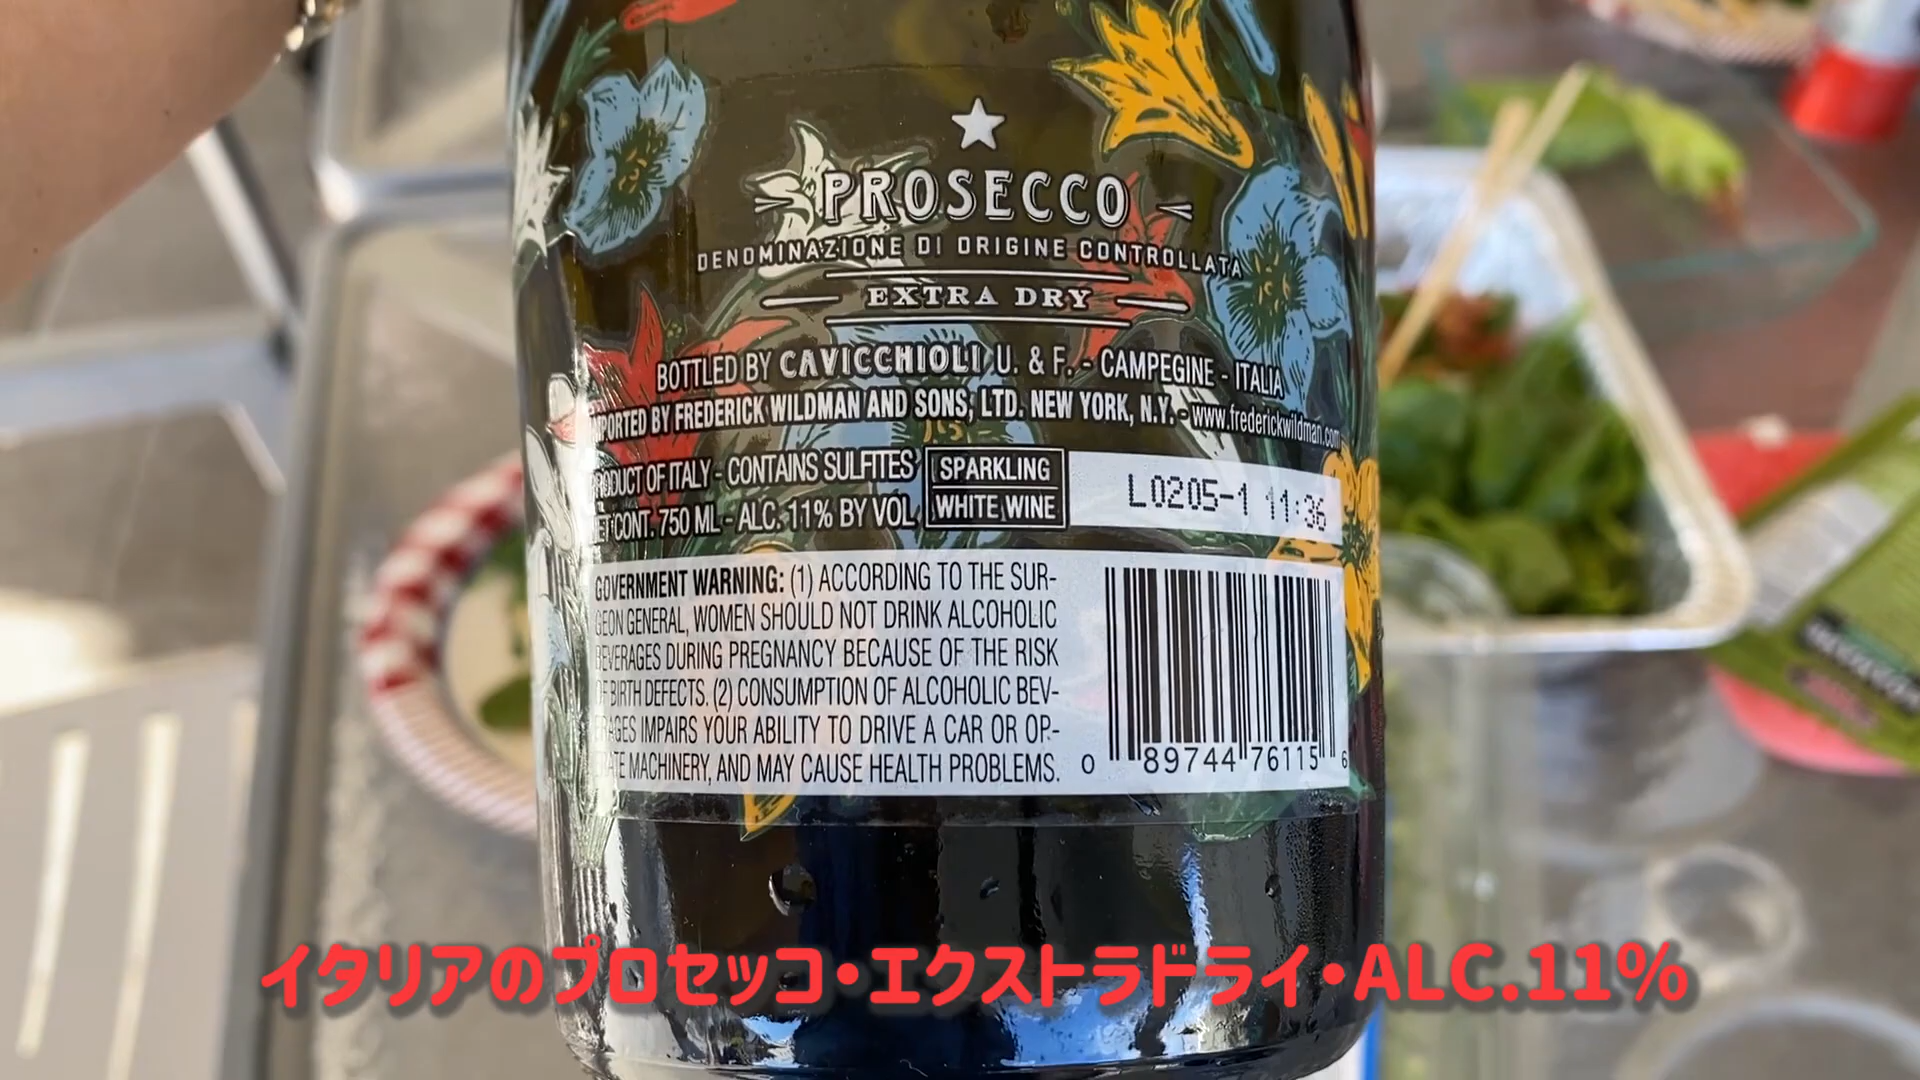 PROSECCO
DENOMINAZIONE DI ORIGINE CONTROLLATA
EXTRA DRY
BOTTLED BY CAVICCHIOLI U. & F. - CAMPEGINE - ITALIA
IMPORTED BY FREDERICK WILDMAN AND SONS, LTD. NEW YORK, N.Y. - www.frederickwildman.com
PRODUCT OF ITALY - CONTAINS SULFITES
NET CONT. 750 ML - ALC. 11% BY VOL
SPARKLING
WHITE WINE
L0205-1 11:36
GOVERNMENT WARNING: (1) ACCORDING TO THE SUR-
GEON GENERAL, WOMEN SHOULD NOT DRINK ALCOHOLIC
BEVERAGES DURING PREGNANCY BECAUSE OF THE RISK
OF BIRTH DEFECTS. (2) CONSUMPTION OF ALCOHOLIC BEV-
ERAGES IMPAIRS YOUR ABILITY TO DRIVE A CAR OR OP-
ERATE MACHINERY, AND MAY CAUSE HEALTH PROBLEMS.
0 89744 76115 6
イタリアのプロセッコ・エクストラドライ・ALC.11%